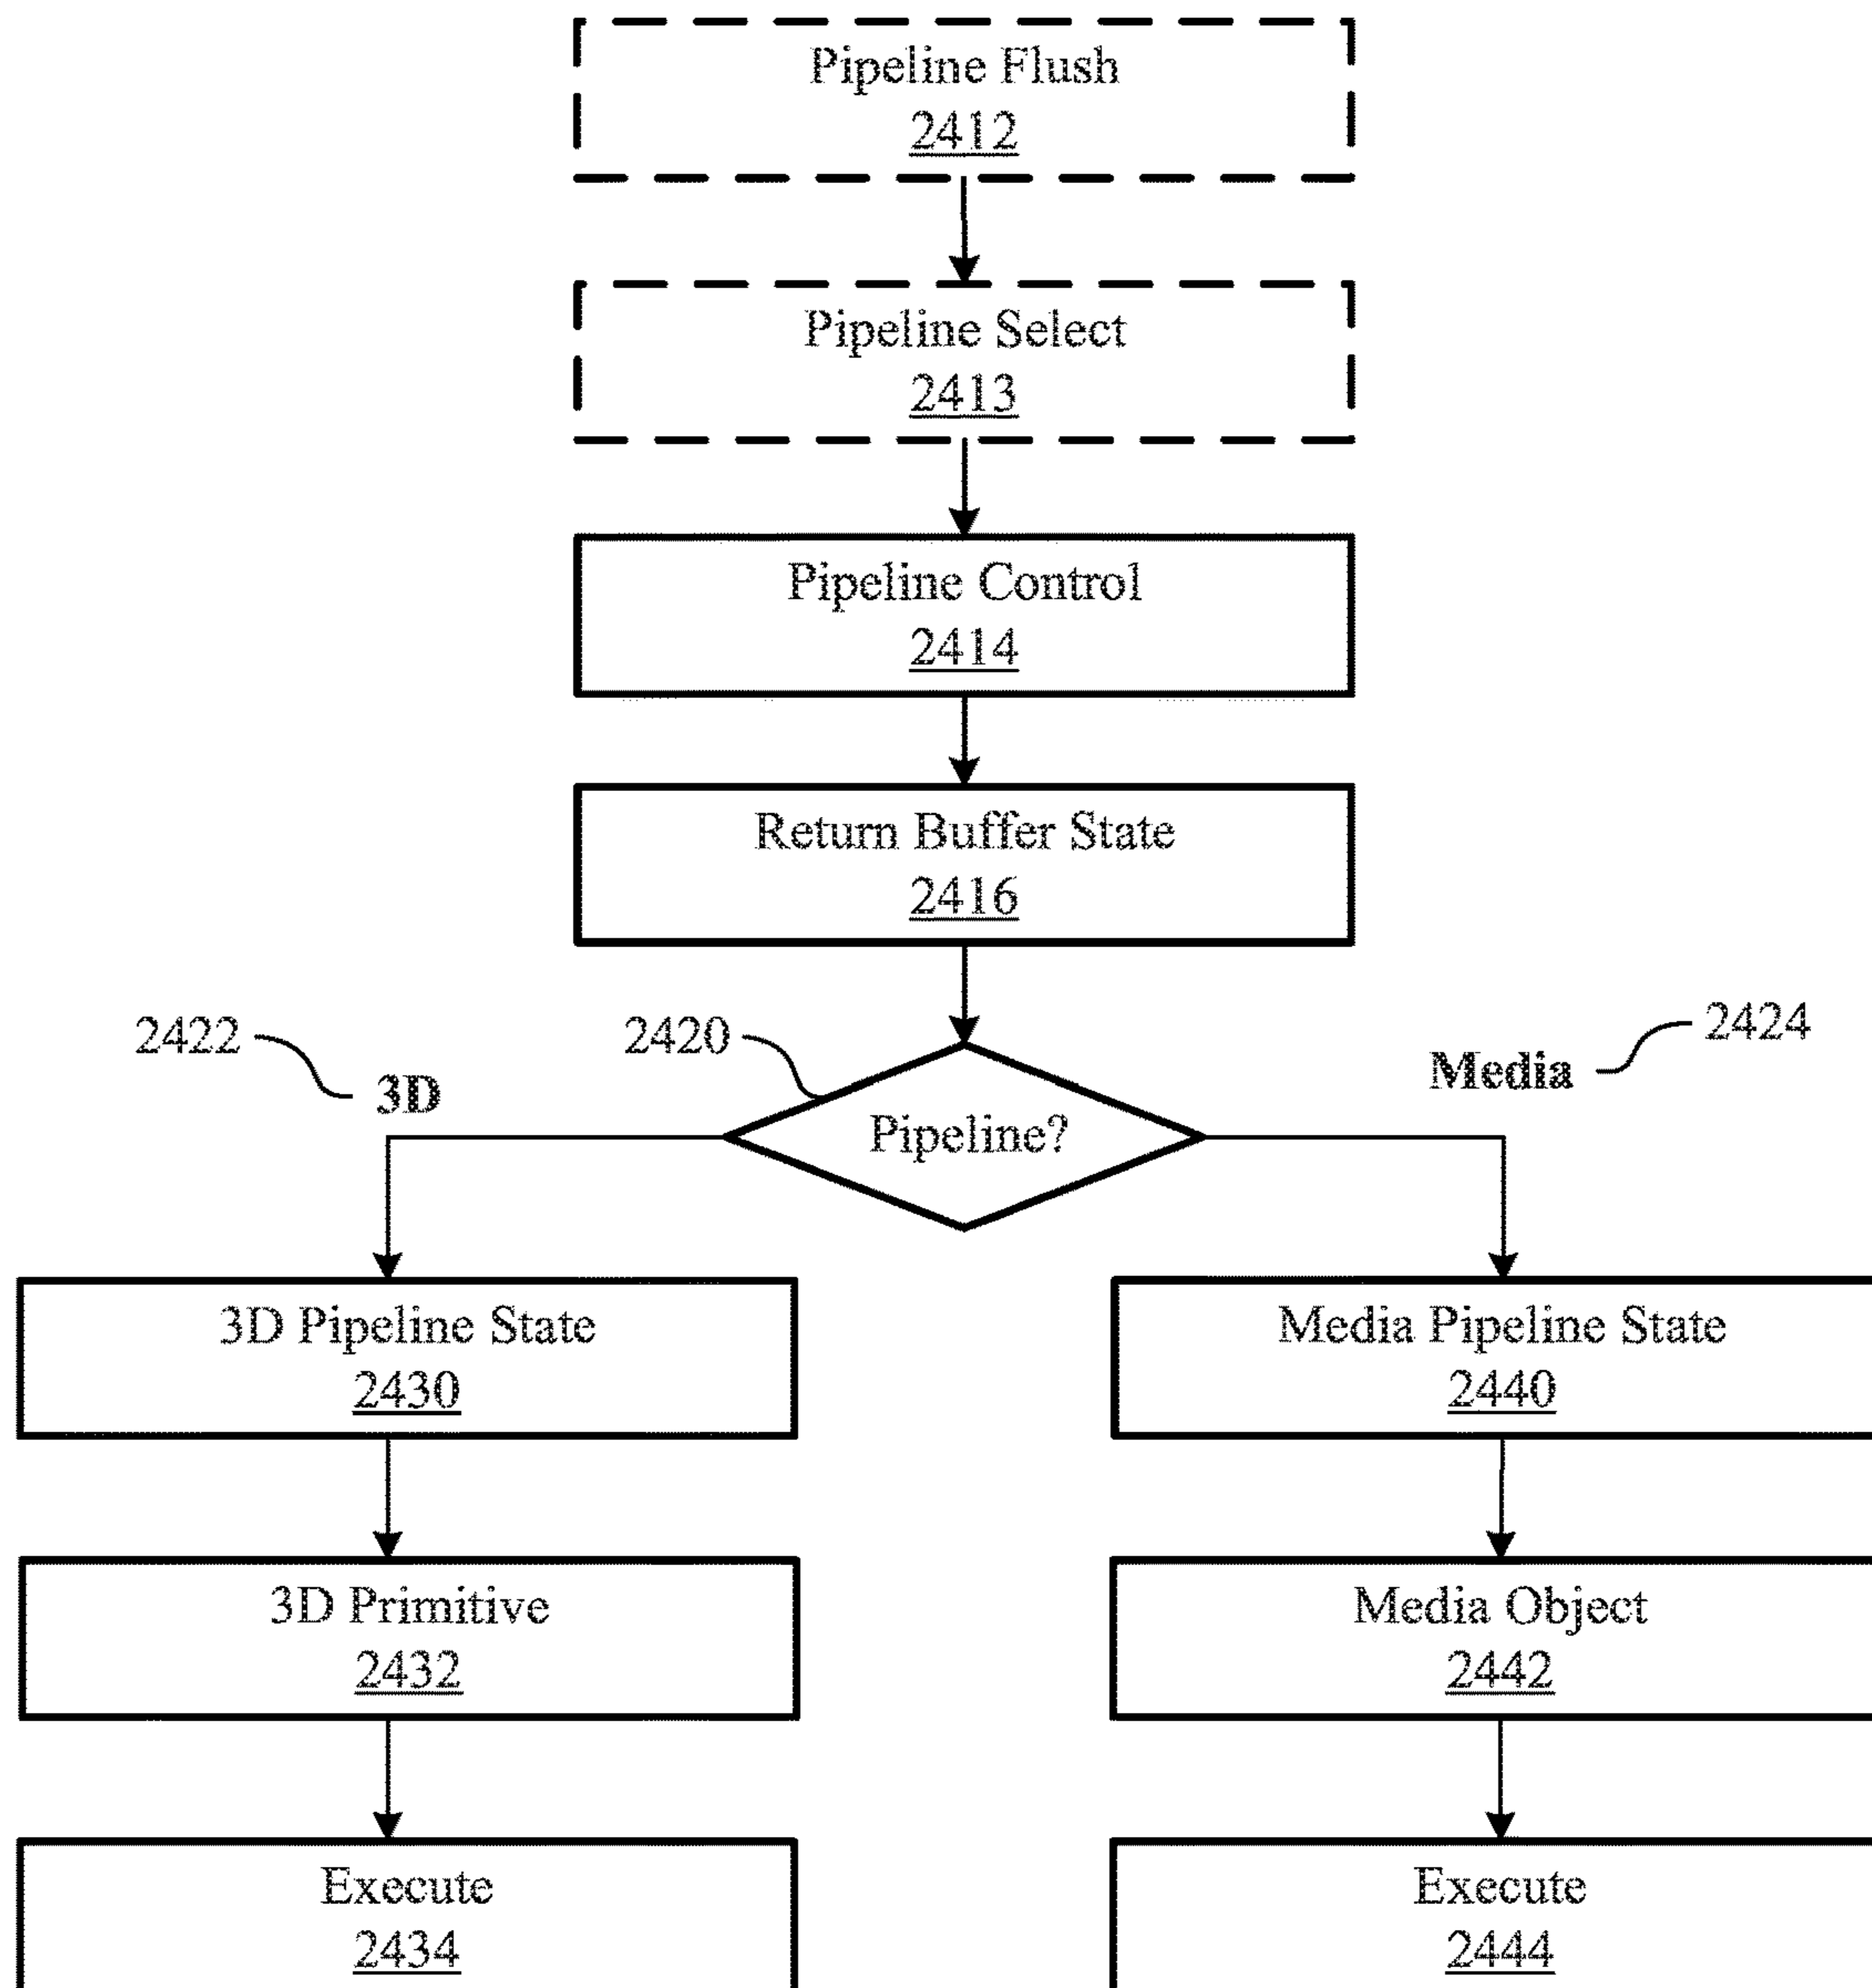 Pipeline Flush
2412
Pipeline Select
2413
Pipeline Control
2414
Return Buffer State
2416
2422
3D
2420
Pipeline?
Media
2424
3D Pipeline State
2430
Media Pipeline State
2440
3D Primitive
2432
Media Object
2442
Execute
2434
Execute
2444